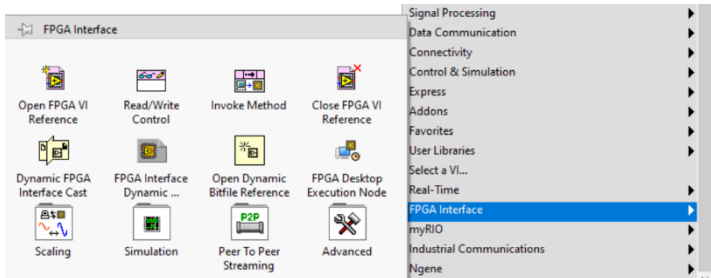 FPGA Interface
Open FPGA VI
Reference
Read/Write
Control
Invoke Method
Close FPGA VI
Reference
Dynamic FPGA
Interface Cast
FPGA Interface
Dynamic ...
Open Dynamic
Bitfile Reference
FPGA Desktop
Execution Node
Scaling
Simulation
P2P
Peer To Peer
Streaming
Advanced
Signal Processing
Data Communication
Connectivity
Control & Simulation
Express
Addons
Favorites
User Libraries
Select a VI...
Real-Time
FPGA Interface
myRIO
Industrial Communications
Ngene